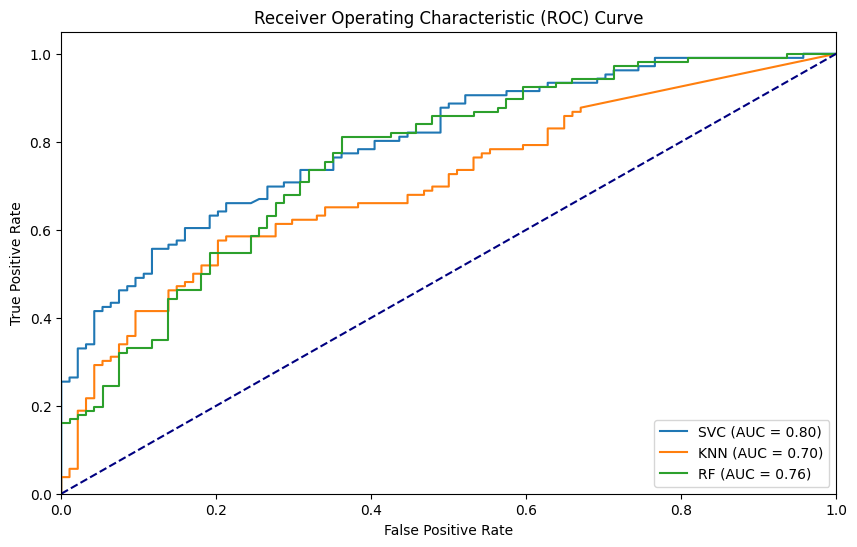 Receiver Operating Characteristic (ROC) Curve
True Positive Rate
1.0
0.8
0.6
0.4
0.2
0.0
0.0 0.2 0.4 0.6 0.8 1.0
False Positive Rate
SVC (AUC = 0.80)
KNN (AUC = 0.70)
RF (AUC = 0.76)